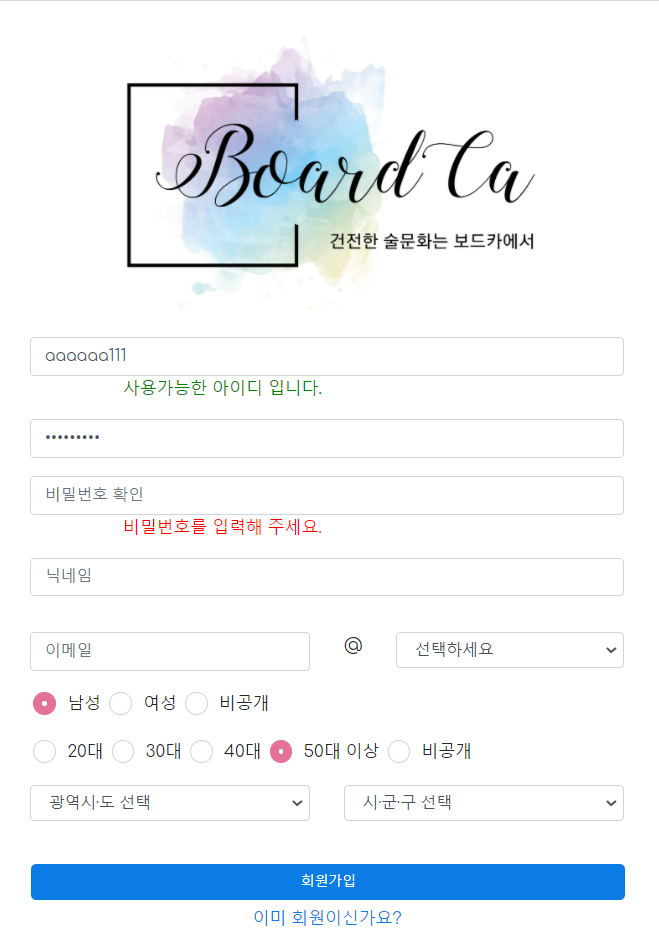 Board Ca
건전한 술문화는 보드카에서
aaaaaa111
사용가능한 아이디 입니다.
•••••••••
비밀번호 확인
비밀번호를 입력해 주세요.
닉네임
이메일 @ 선택하세요
남성 여성 비공개
20대 30대 40대 50대 이상 비공개
광역시·도 선택 시·군·구 선택
회원가입
이미 회원이신가요?